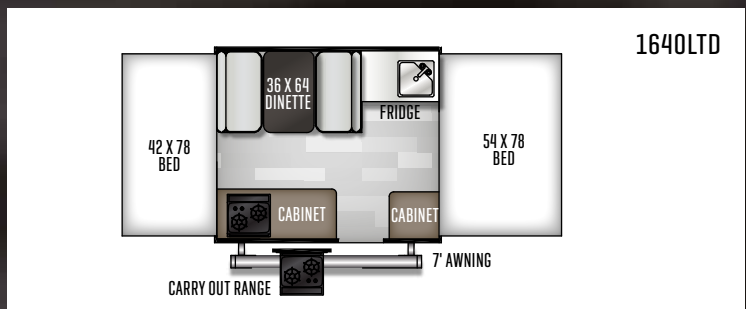 1640LTD
36 X 64
DINETTE
FRIDGE
42 X 78
BED
54 X 78
BED
CABINET
CABINET
7' AWNING
CARRY OUT RANGE